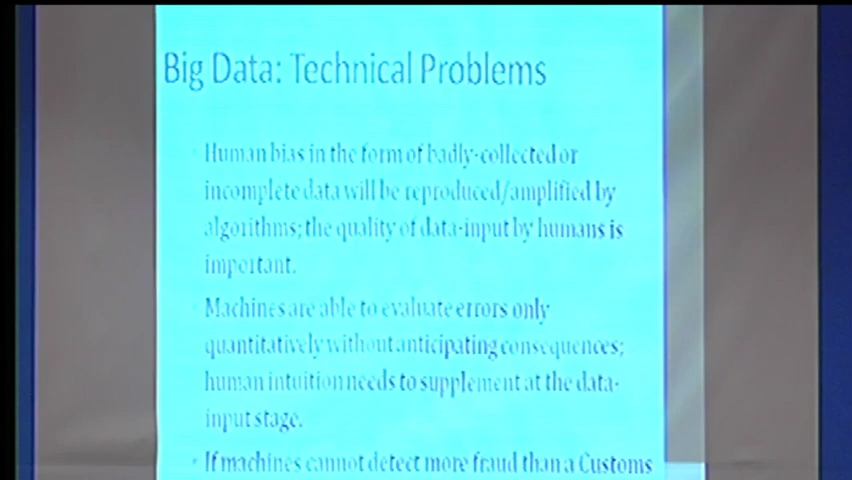 Big Data: Technical Problems
Human bias in the form of badly-collected or
incomplete data will be reproduced/amplified by
algorithms; the quality of data-input by humans is
important.
Machines are able to evaluate errors only
quantitatively without anticipating consequences;
human intuition needs to supplement at the data-
input stage.
If machines cannot detect more fraud than a Customs